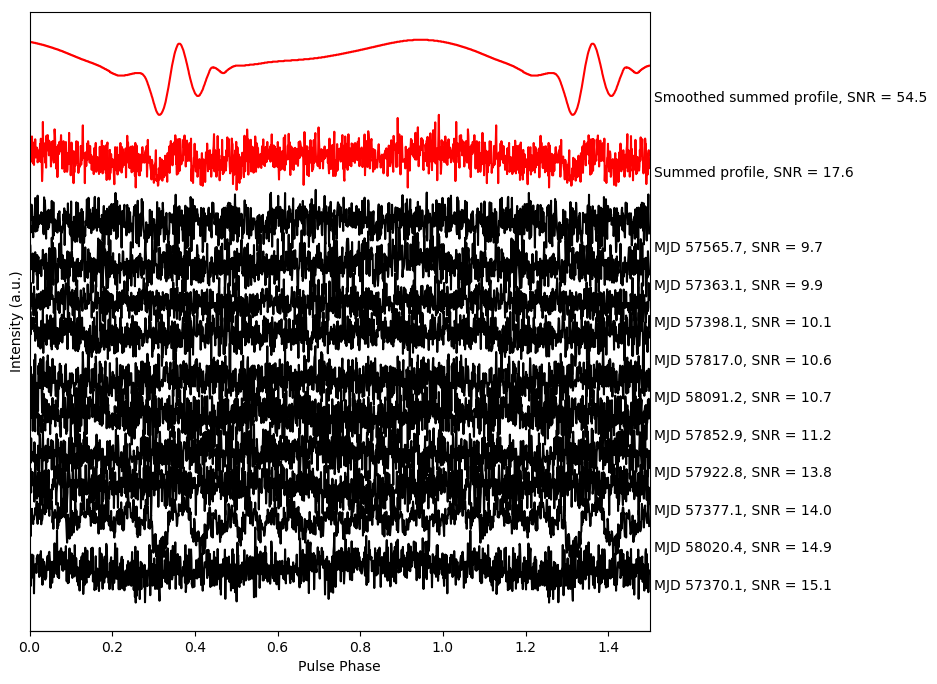 Smoothed summed profile, SNR = 54.5
Summed profile, SNR = 17.6
MJD 57565.7, SNR = 9.7
MJD 57363.1, SNR = 9.9
MJD 57398.1, SNR = 10.1
MJD 57817.0, SNR = 10.6
MJD 58091.2, SNR = 10.7
MJD 57852.9, SNR = 11.2
MJD 57922.8, SNR = 13.8
MJD 57377.1, SNR = 14.0
MJD 58020.4, SNR = 14.9
MJD 57370.1, SNR = 15.1
Intensity (a.u.)
0.0 0.2 0.4 0.6 0.8 1.0 1.2 1.4
Pulse Phase